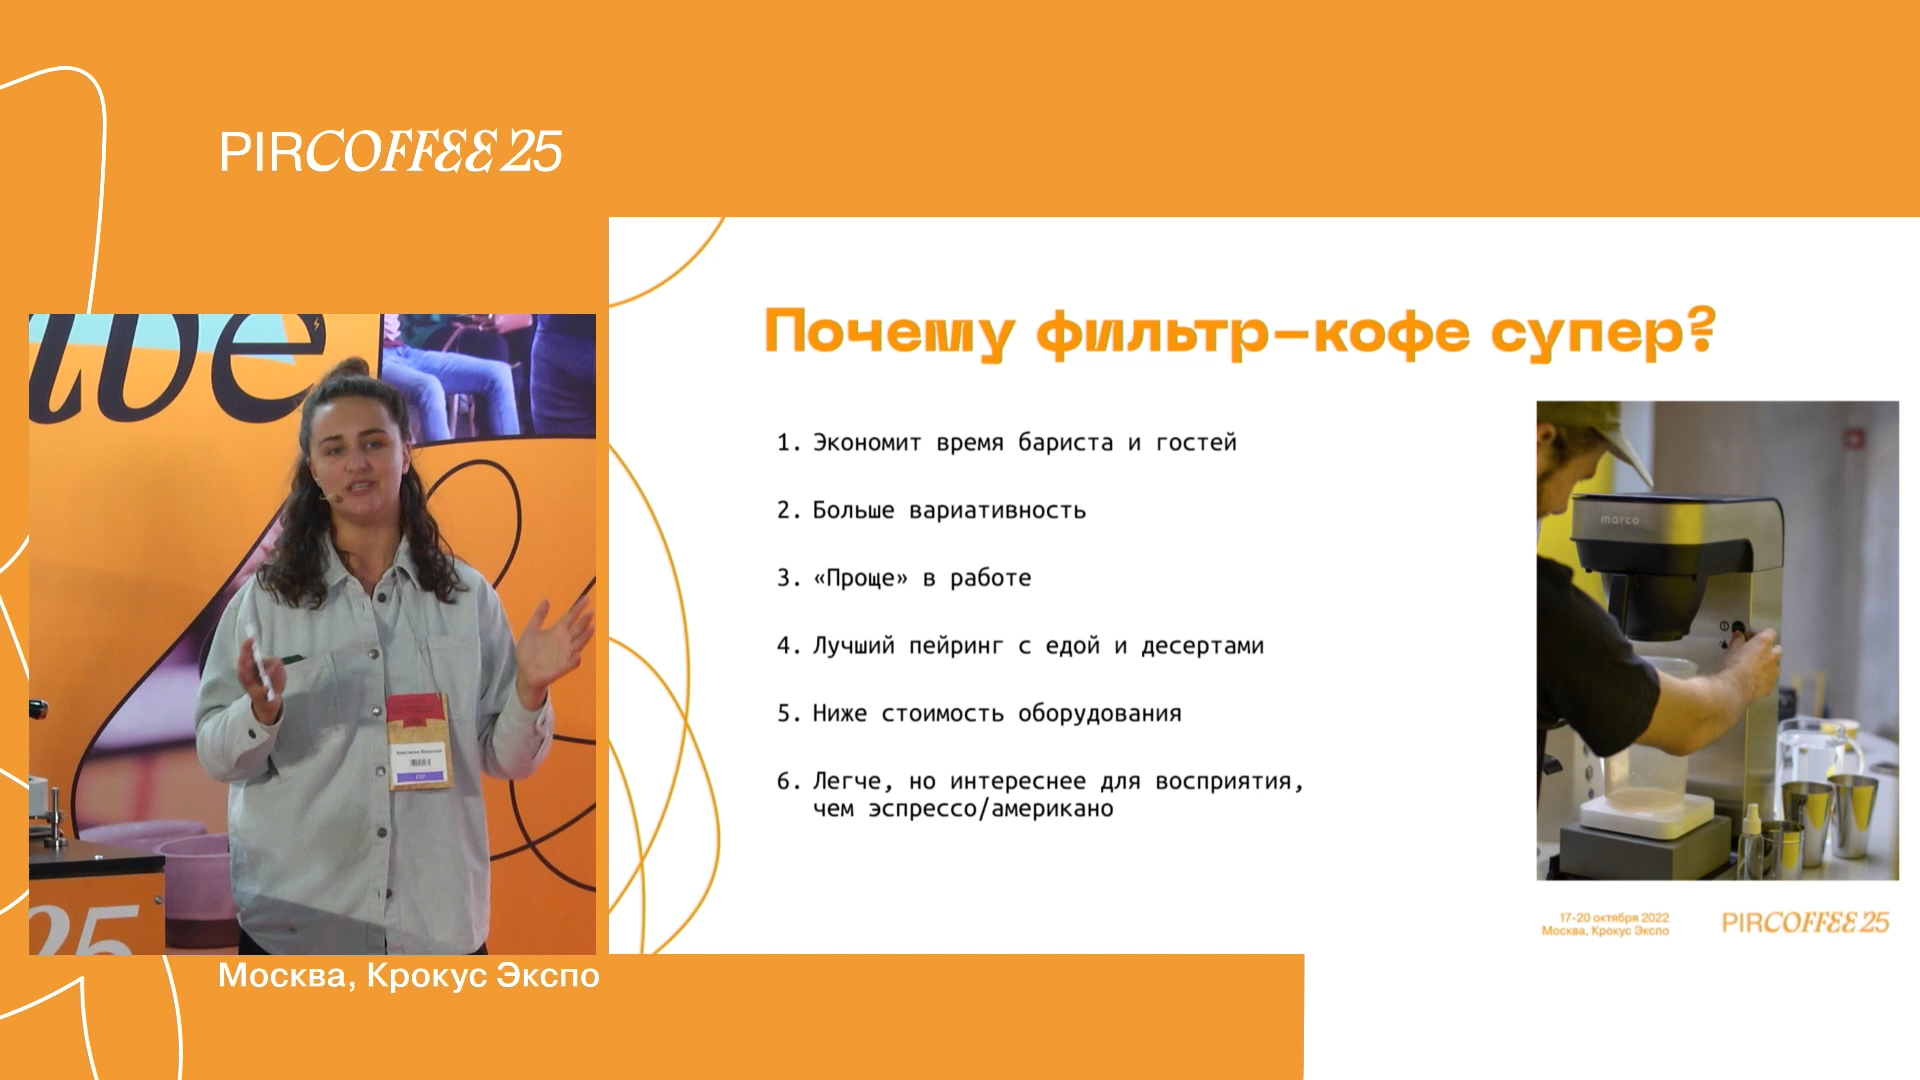 PIRCOFFEE 25
Почему фильтр-кофе супер?
1. Экономит время бариста и гостей
2. Больше вариативность
3. «Проще» в работе
4. Лучший пейринг с едой и десертами
5. Ниже стоимость оборудования
6. Легче, но интереснее для восприятия,
чем эспрессо/американо
marco
17-20 октября 2022
Москва, Крокус Экспо
PIRCOFFEE 25
25
Москва, Крокус Экспо